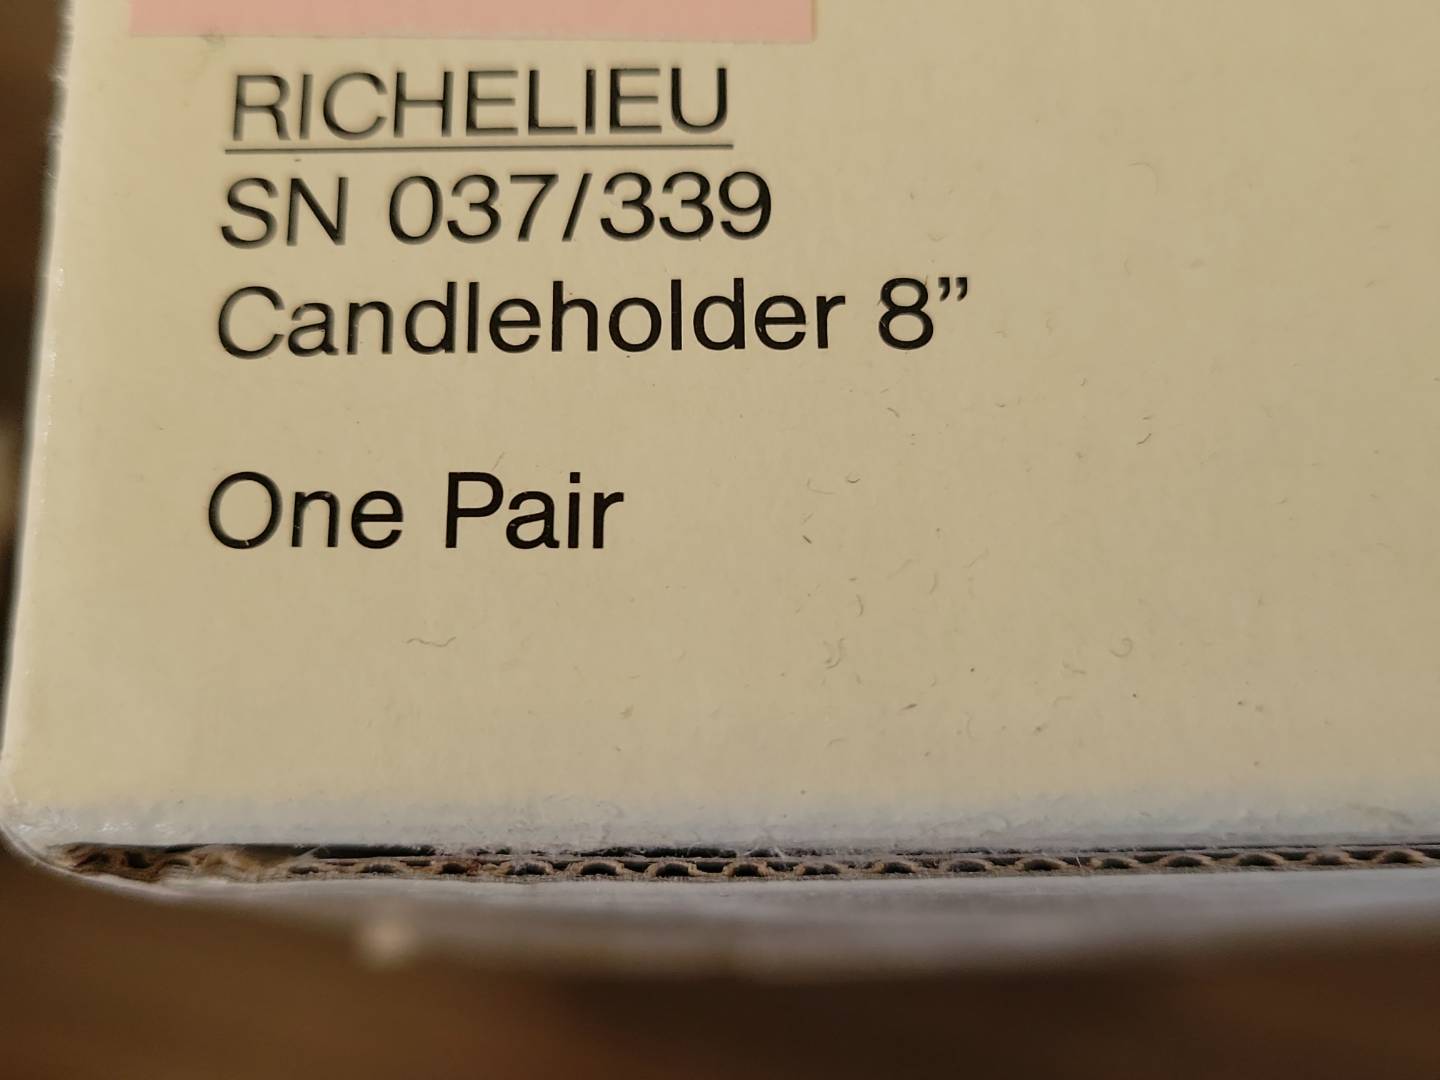 RICHELIEU
SN 037/339
Candleholder 8”
One Pair